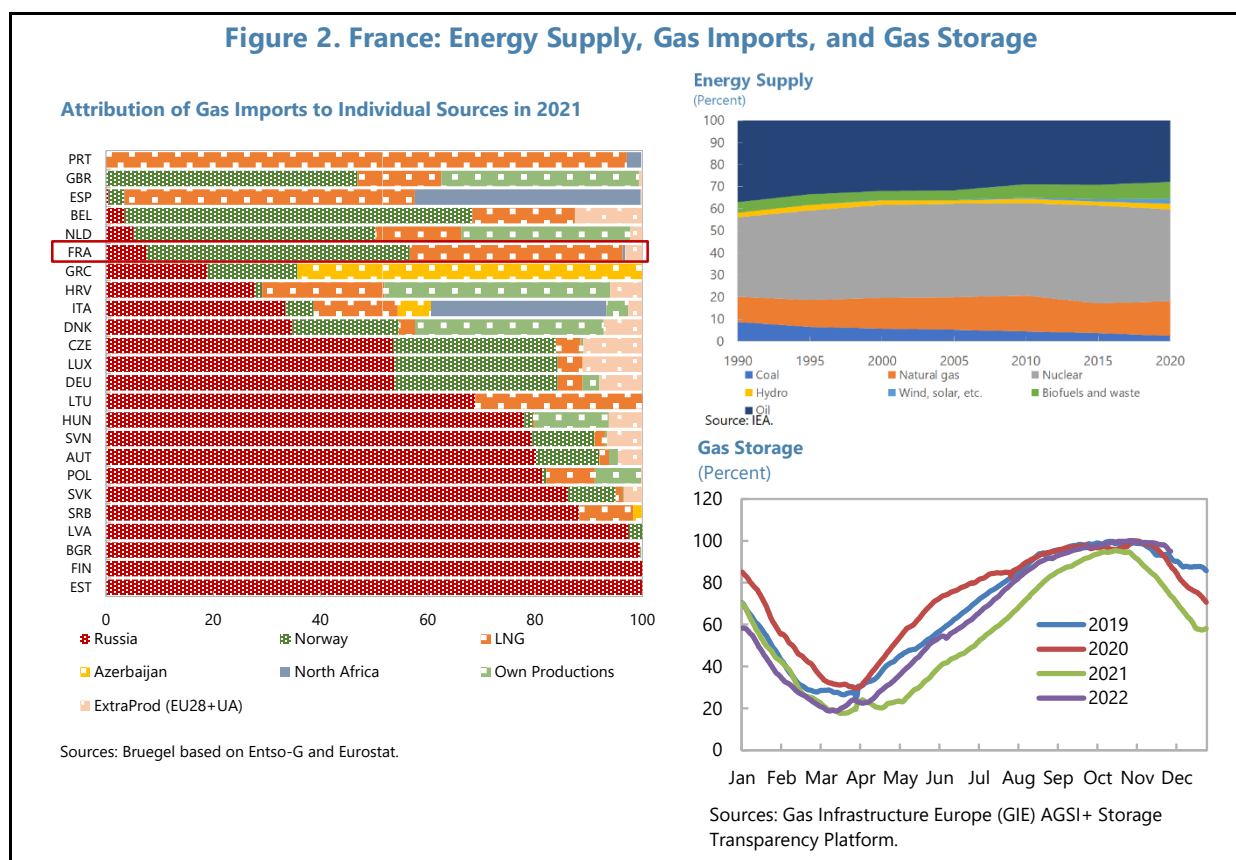 Figure 2. France: Energy Supply, Gas Imports, and Gas Storage
Attribution of Gas Imports to Individual Sources in 2021
PRT
GBR
ESP
BEL
NLD
FRA
GRC
HRV
ITA
DNK
CZE
LUX
DEU
LTU
HUN
SVN
AUT
POL
SVK
SRB
LVA
BGR
FIN
EST
0 20 40 60 80 100
Russia Norway LNG
Azerbaijan North Africa Own Productions
ExtraProd (EU28+UA)
Sources: Bruegel based on Entso-G and Eurostat.
Energy Supply
(Percent)
100
90
80
70
60
50
40
30
20
10
0
1990 1995 2000 2005 2010 2015 2020
Coal Natural gas Nuclear
Hydro Wind, solar, etc. Biofuels and waste
Oil
Source: IEA.
Gas Storage
(Percent)
120
100
80
60
40
20
0
2019
2020
2021
2022
Jan Feb Mar Apr May Jun Jul Aug Sep Oct Nov Dec
Sources: Gas Infrastructure Europe (GIE) AGSI+ Storage
Transparency Platform.